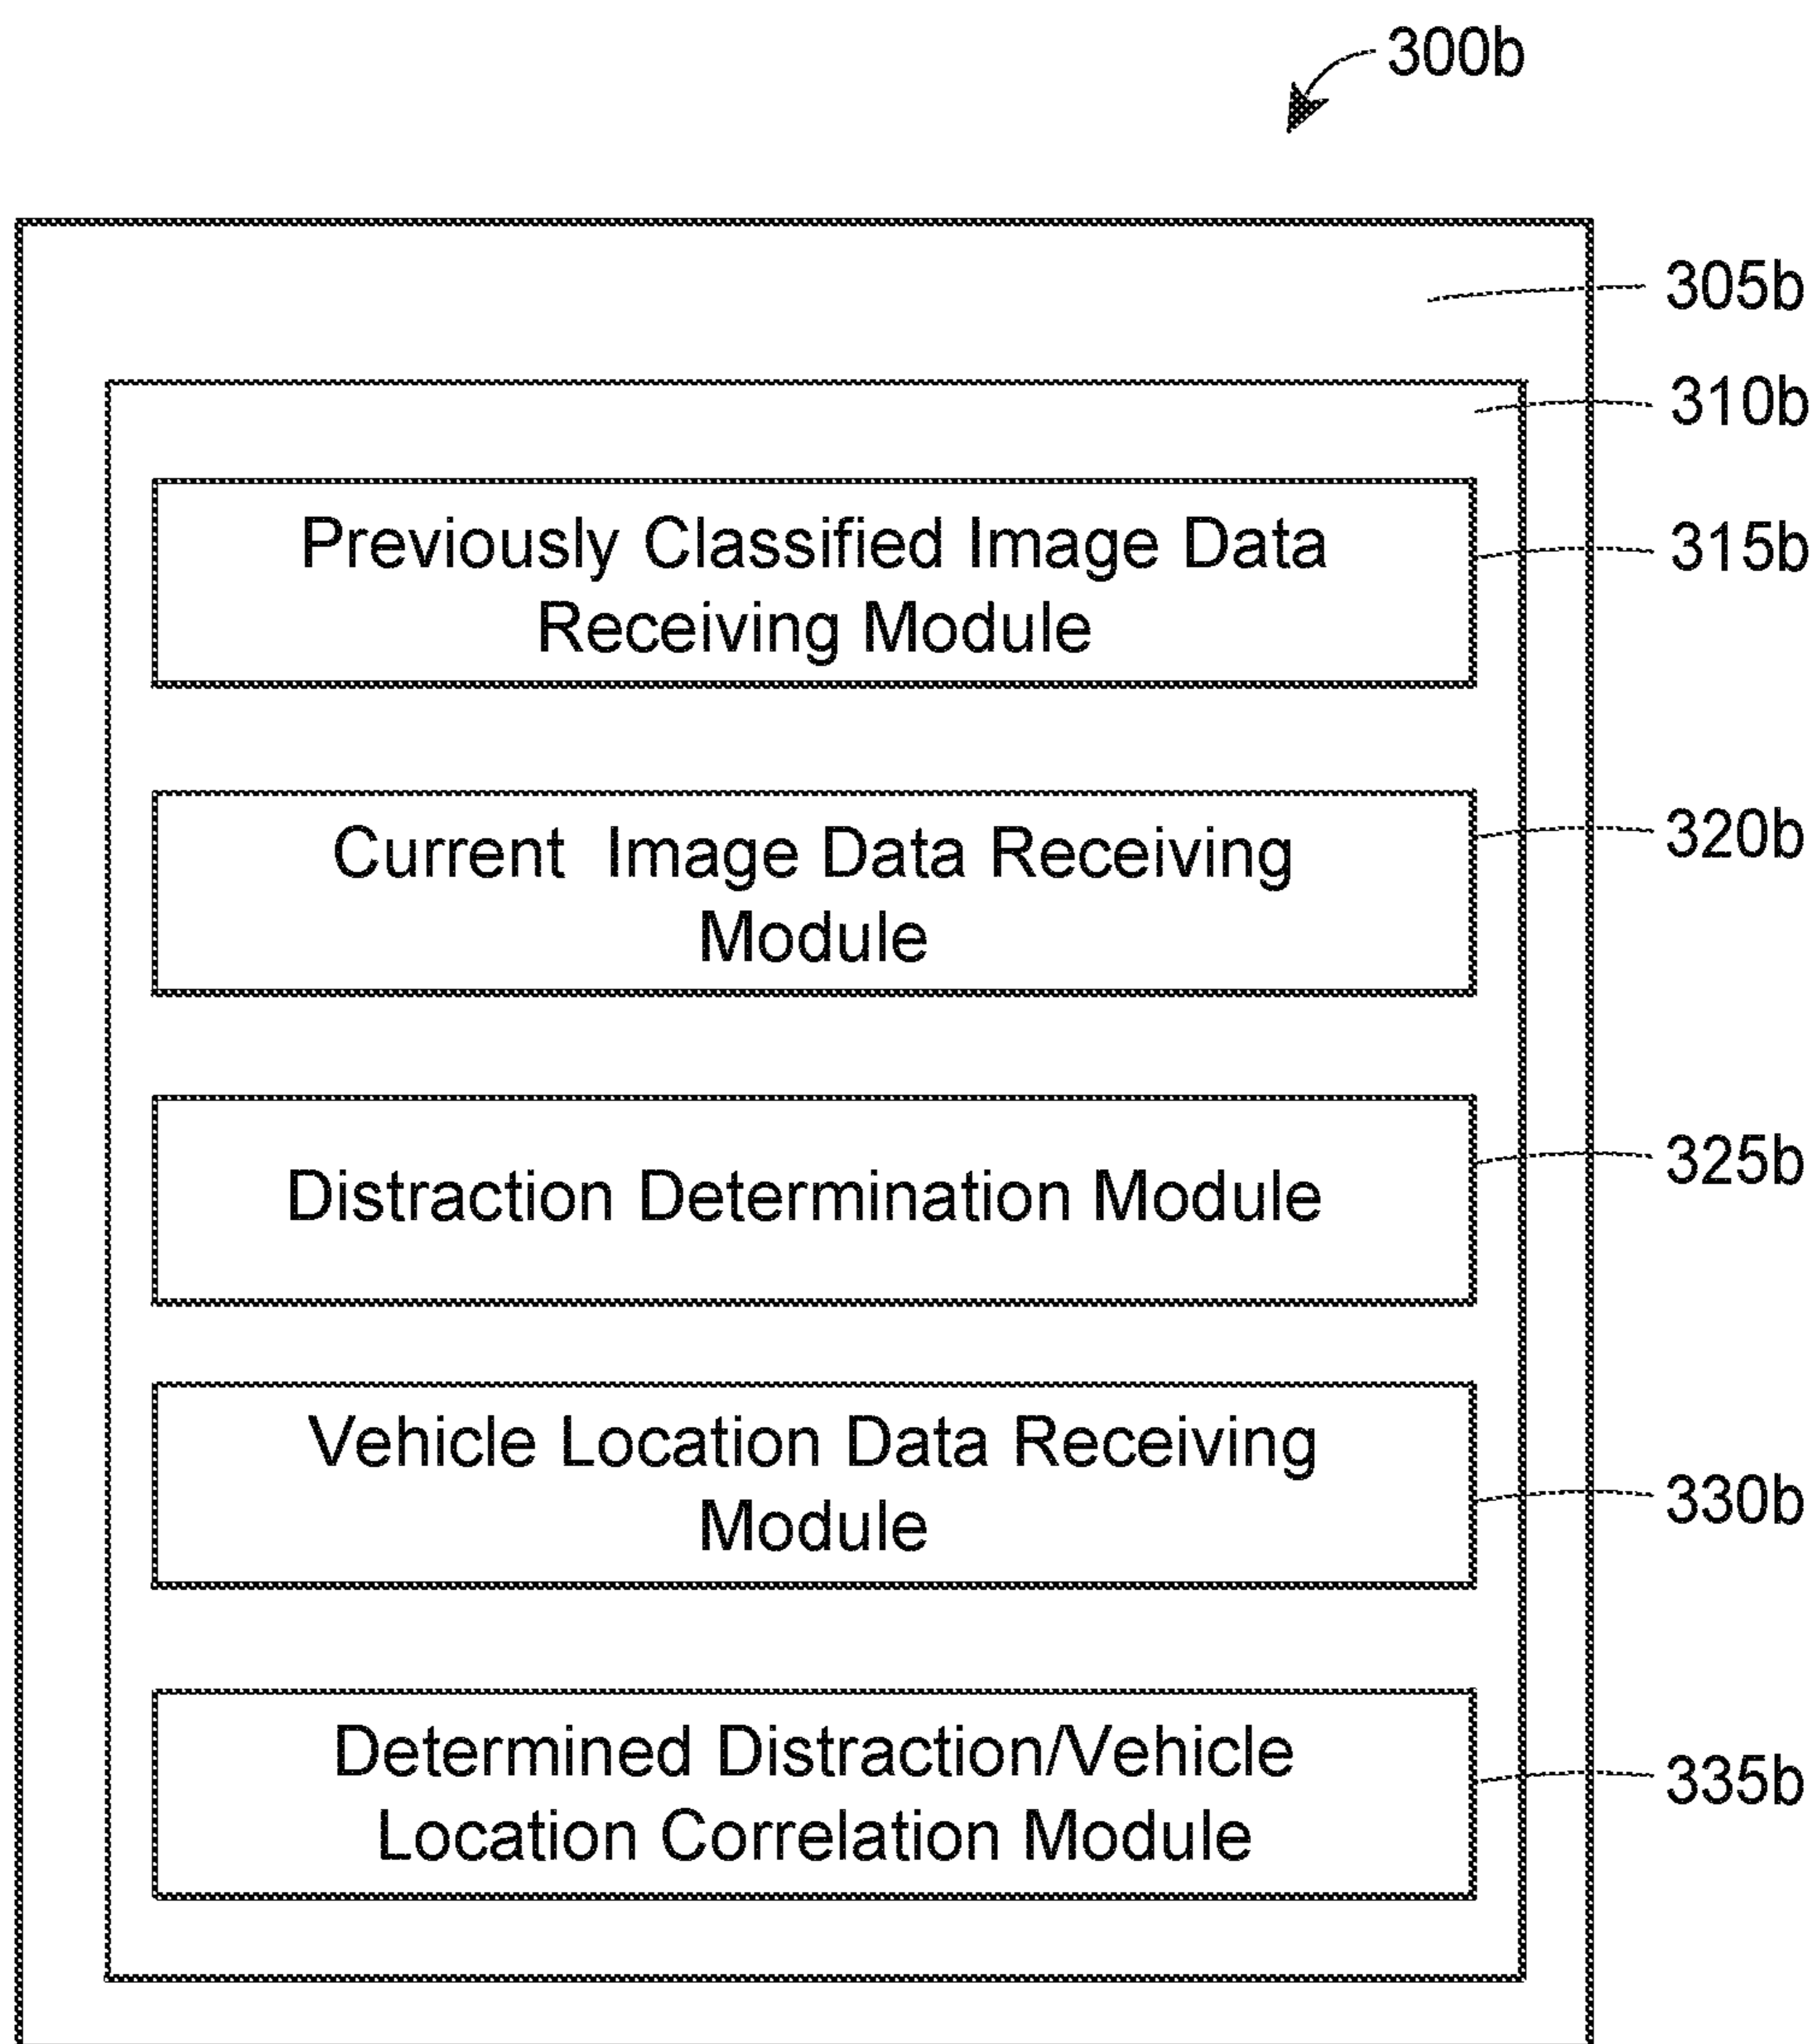 300b
305b
310b
Previously Classified Image Data
Receiving Module
315b
Current Image Data Receiving
Module
320b
Distraction Determination Module
325b
Vehicle Location Data Receiving
Module
330b
Determined Distraction/Vehicle
Location Correlation Module
335b